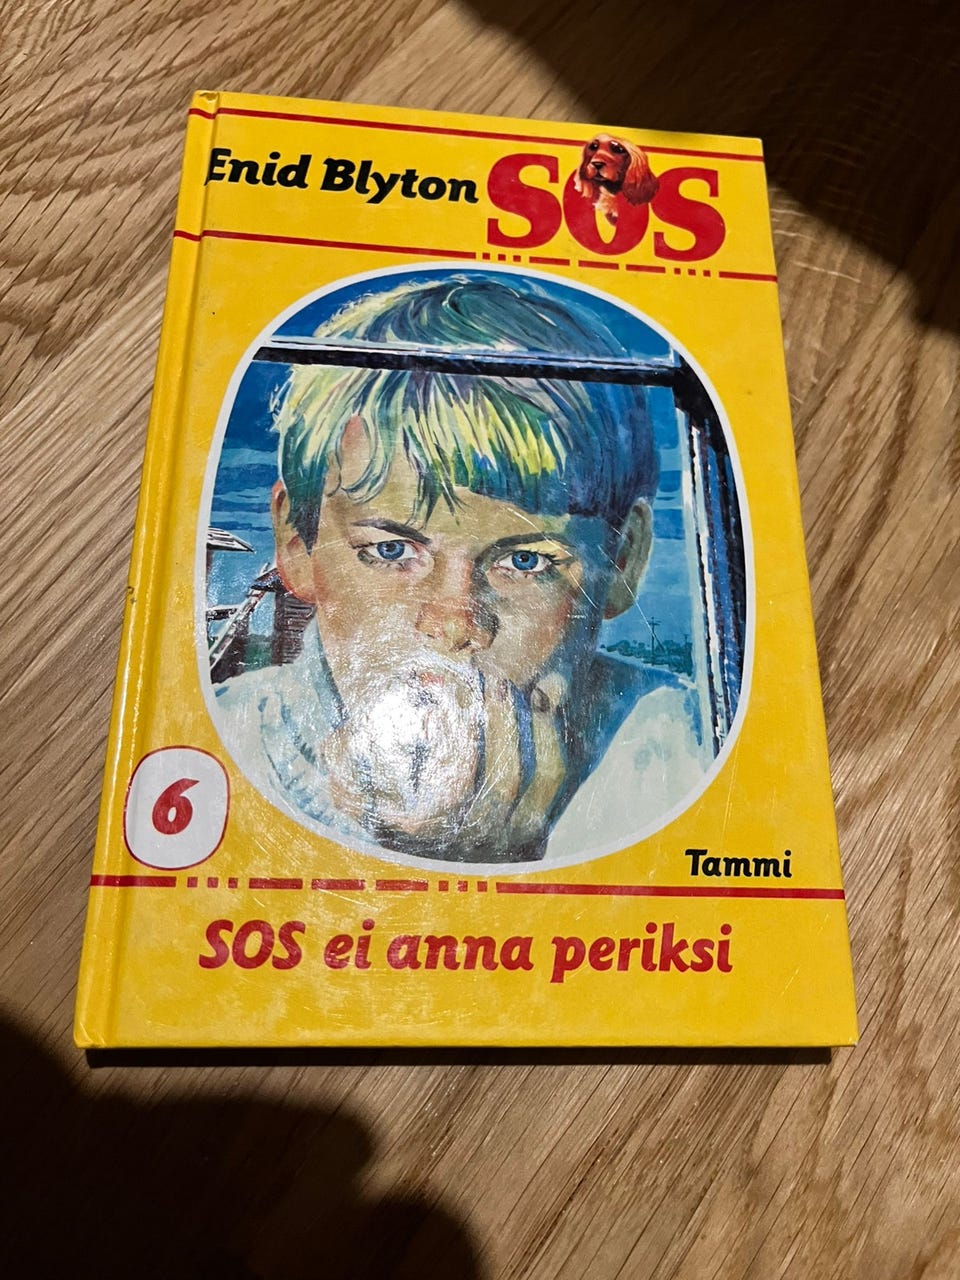 Enid Blyton SOS
6
Tammi
SOS ei anna periksi